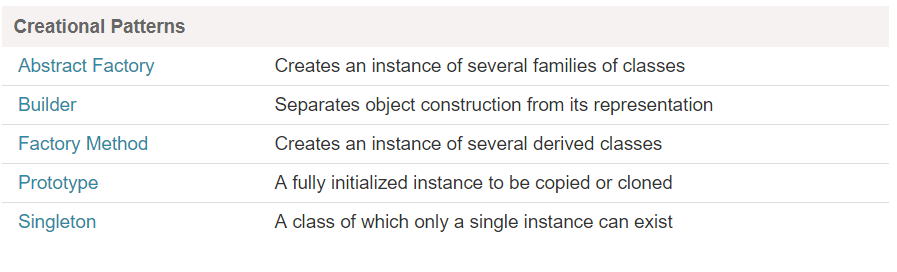 Creational Patterns
Abstract Factory Creates an instance of several families of classes
Builder Separates object construction from its representation
Factory Method Creates an instance of several derived classes
Prototype A fully initialized instance to be copied or cloned
Singleton A class of which only a single instance can exist